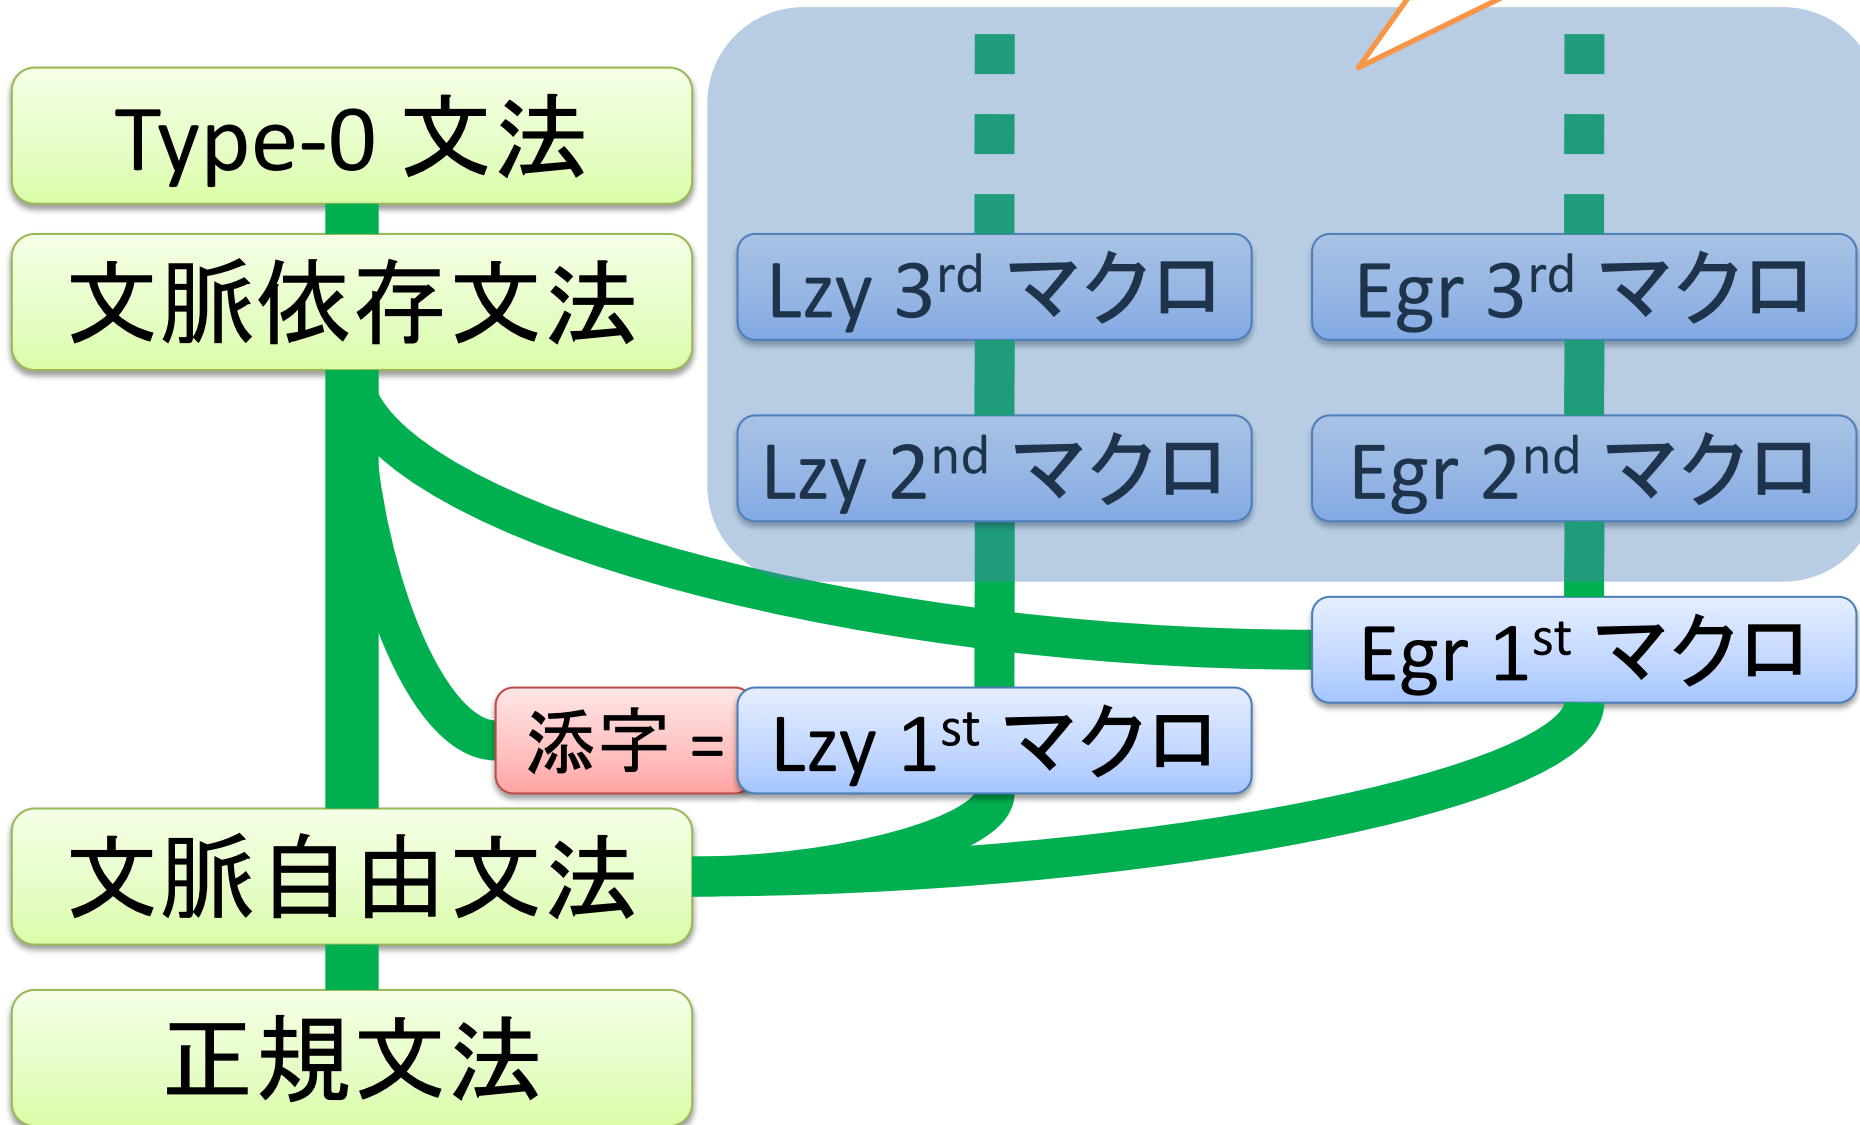 Type-0 文法
文脈依存文法
Lzy 3rd マクロ
Egr 3rd マクロ
Lzy 2nd マクロ
Egr 2nd マクロ
Egr 1st マクロ
添字 = Lzy 1st マクロ
文脈自由文法
正規文法